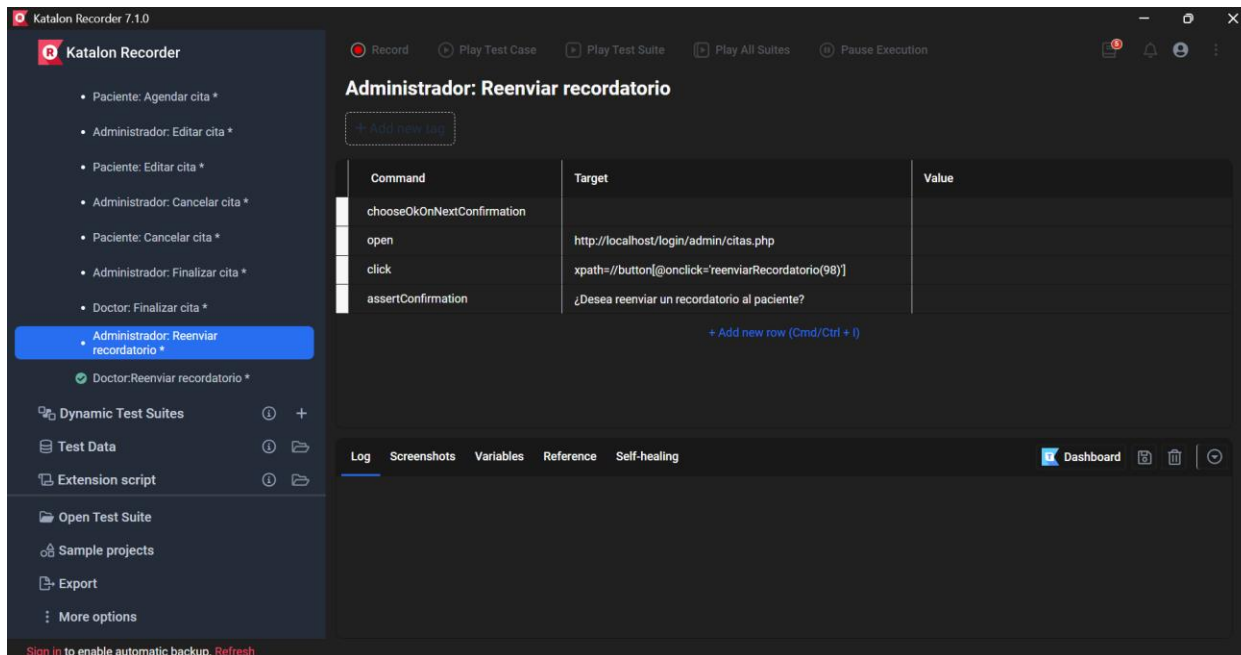 Katalon Recorder 7.1.0
Katalon Recorder
Record Play Test Case Play Test Suite Play All Suites Pause Execution
Administrador: Reenviar recordatorio
+ Add new tag
Paciente: Agendar cita *
Administrador: Editar cita *
Paciente: Editar cita *
Administrador: Cancelar cita *
Paciente: Cancelar cita *
Administrador: Finalizar cita *
Doctor: Finalizar cita *
Administrador: Reenviar
recordatorio *
Doctor:Reenviar recordatorio *
Dynamic Test Suites
Test Data
Extension script
Open Test Suite
Sample projects
Export
More options
Sign in to enable automatic backup. Refresh
Command Target Value
chooseOkOnNextConfirmation
open http://localhost/login/admin/citas.php
click xpath=//button[@onclick='reenviarRecordatorio(98)']
assertConfirmation ¿Desea reenviar un recordatorio al paciente?
+ Add new row (Cmd/Ctrl + I)
Log Screenshots Variables Reference Self-healing Dashboard